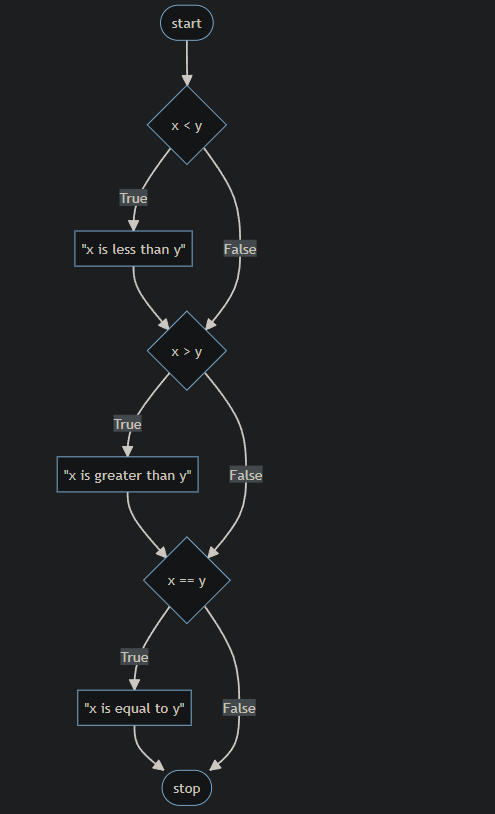 start
x < y
True
"x is less than y"
False
x > y
True
"x is greater than y"
False
x == y
True
"x is equal to y"
False
stop